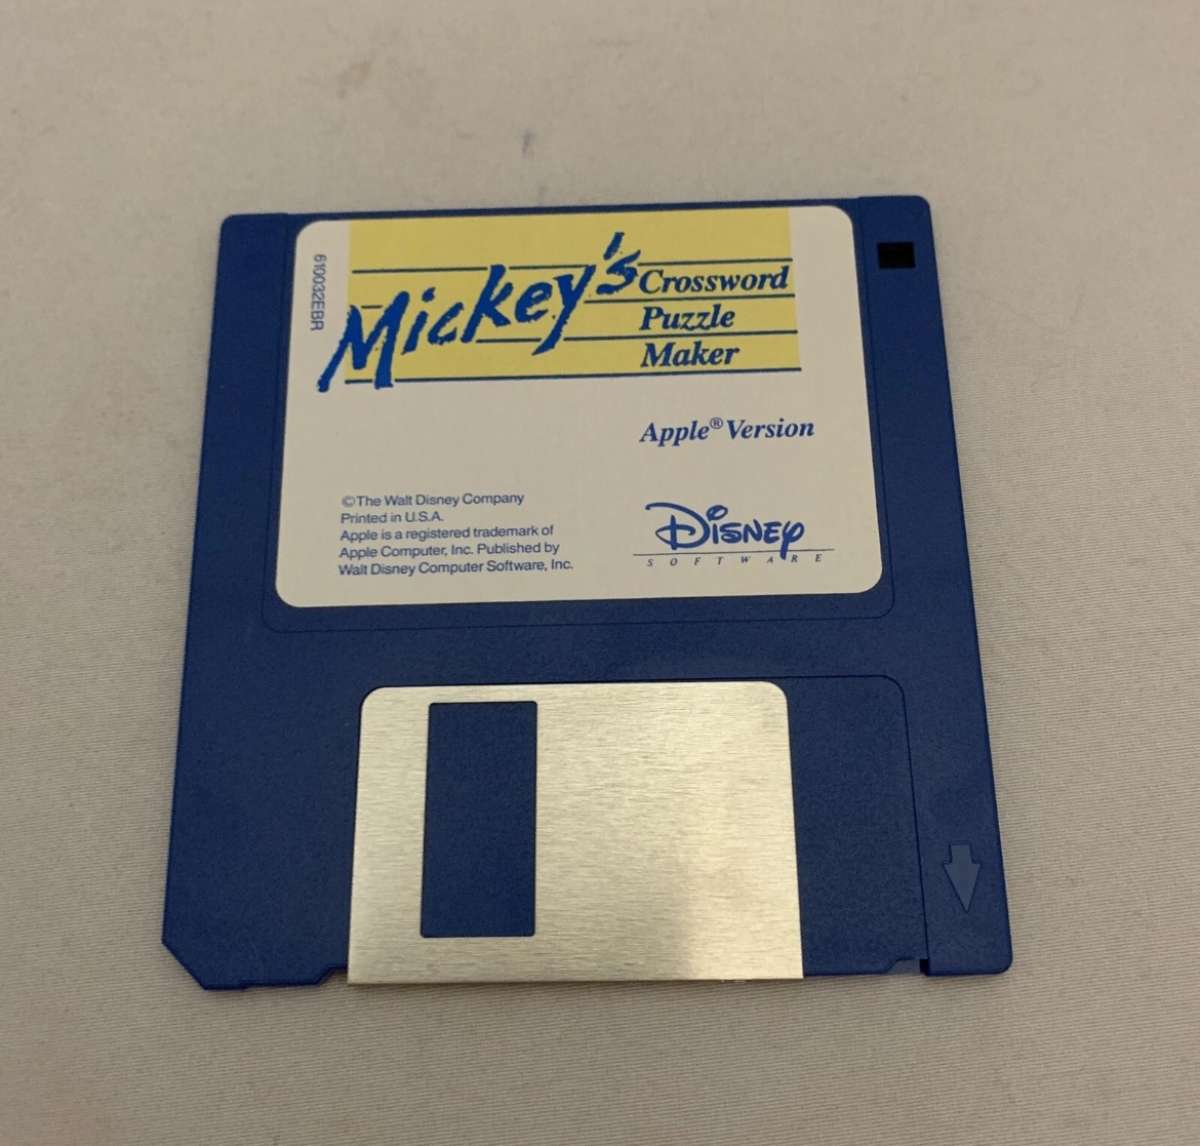 610032EBR
Mickey's Crossword
Puzzle
Maker
Apple® Version
©The Walt Disney Company
Printed in U.S.A.
Apple is a registered trademark of
Apple Computer, Inc. Published by
Walt Disney Computer Software, Inc.
Disney
SOFTWARE